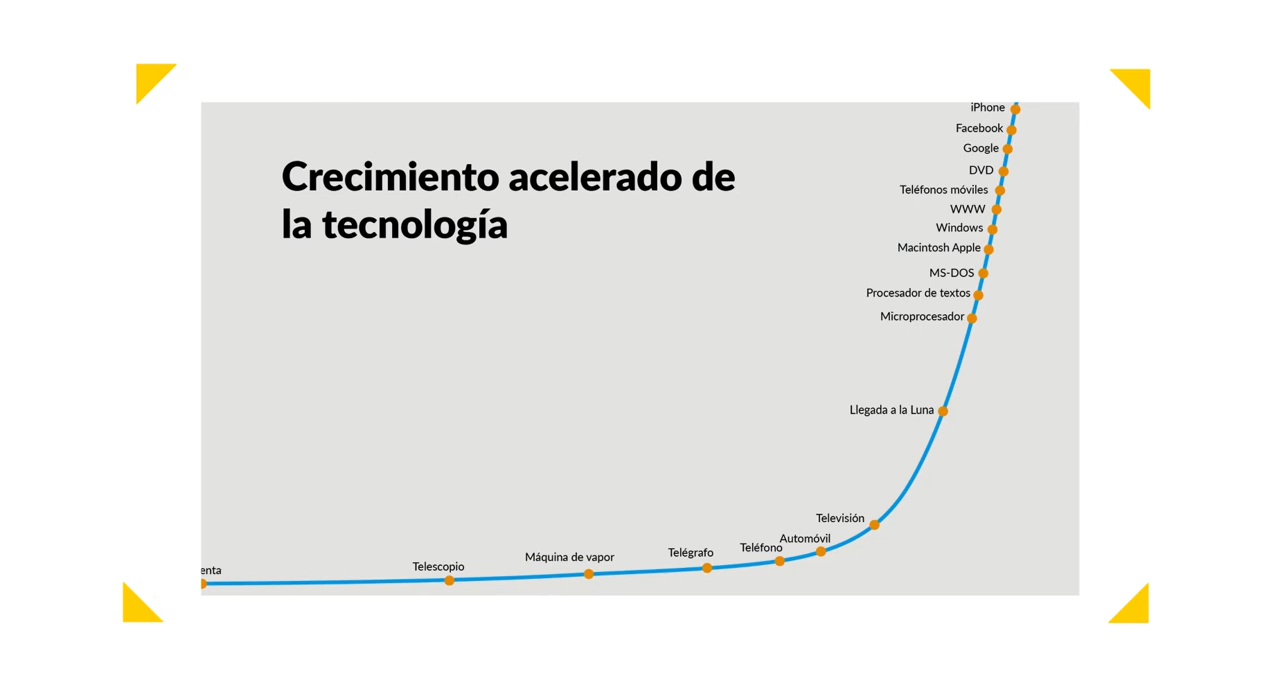 Crecimiento acelerado de
la tecnología
iPhone
Facebook
Google
DVD
Teléfonos móviles
WWW
Windows
Macintosh Apple
MS-DOS
Procesador de textos
Microprocesador
Llegada a la Luna
Televisión
Automóvil
Teléfono
Telégrafo
Máquina de vapor
Telescopio
enta